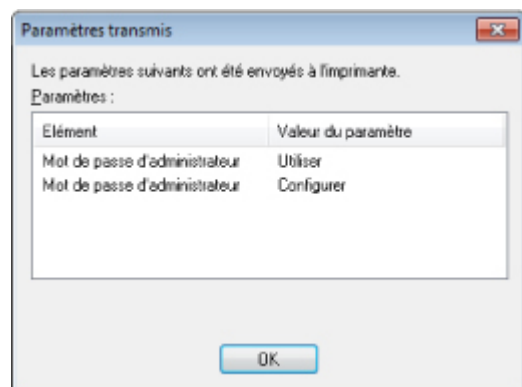 Paramètres transmis
Les paramètres suivants ont été envoyés à l'imprimante.
Paramètres :
Elément Valeur du paramètre
Mot de passe d'administrateur Utiliser
Mot de passe d'administrateur Configurer
OK